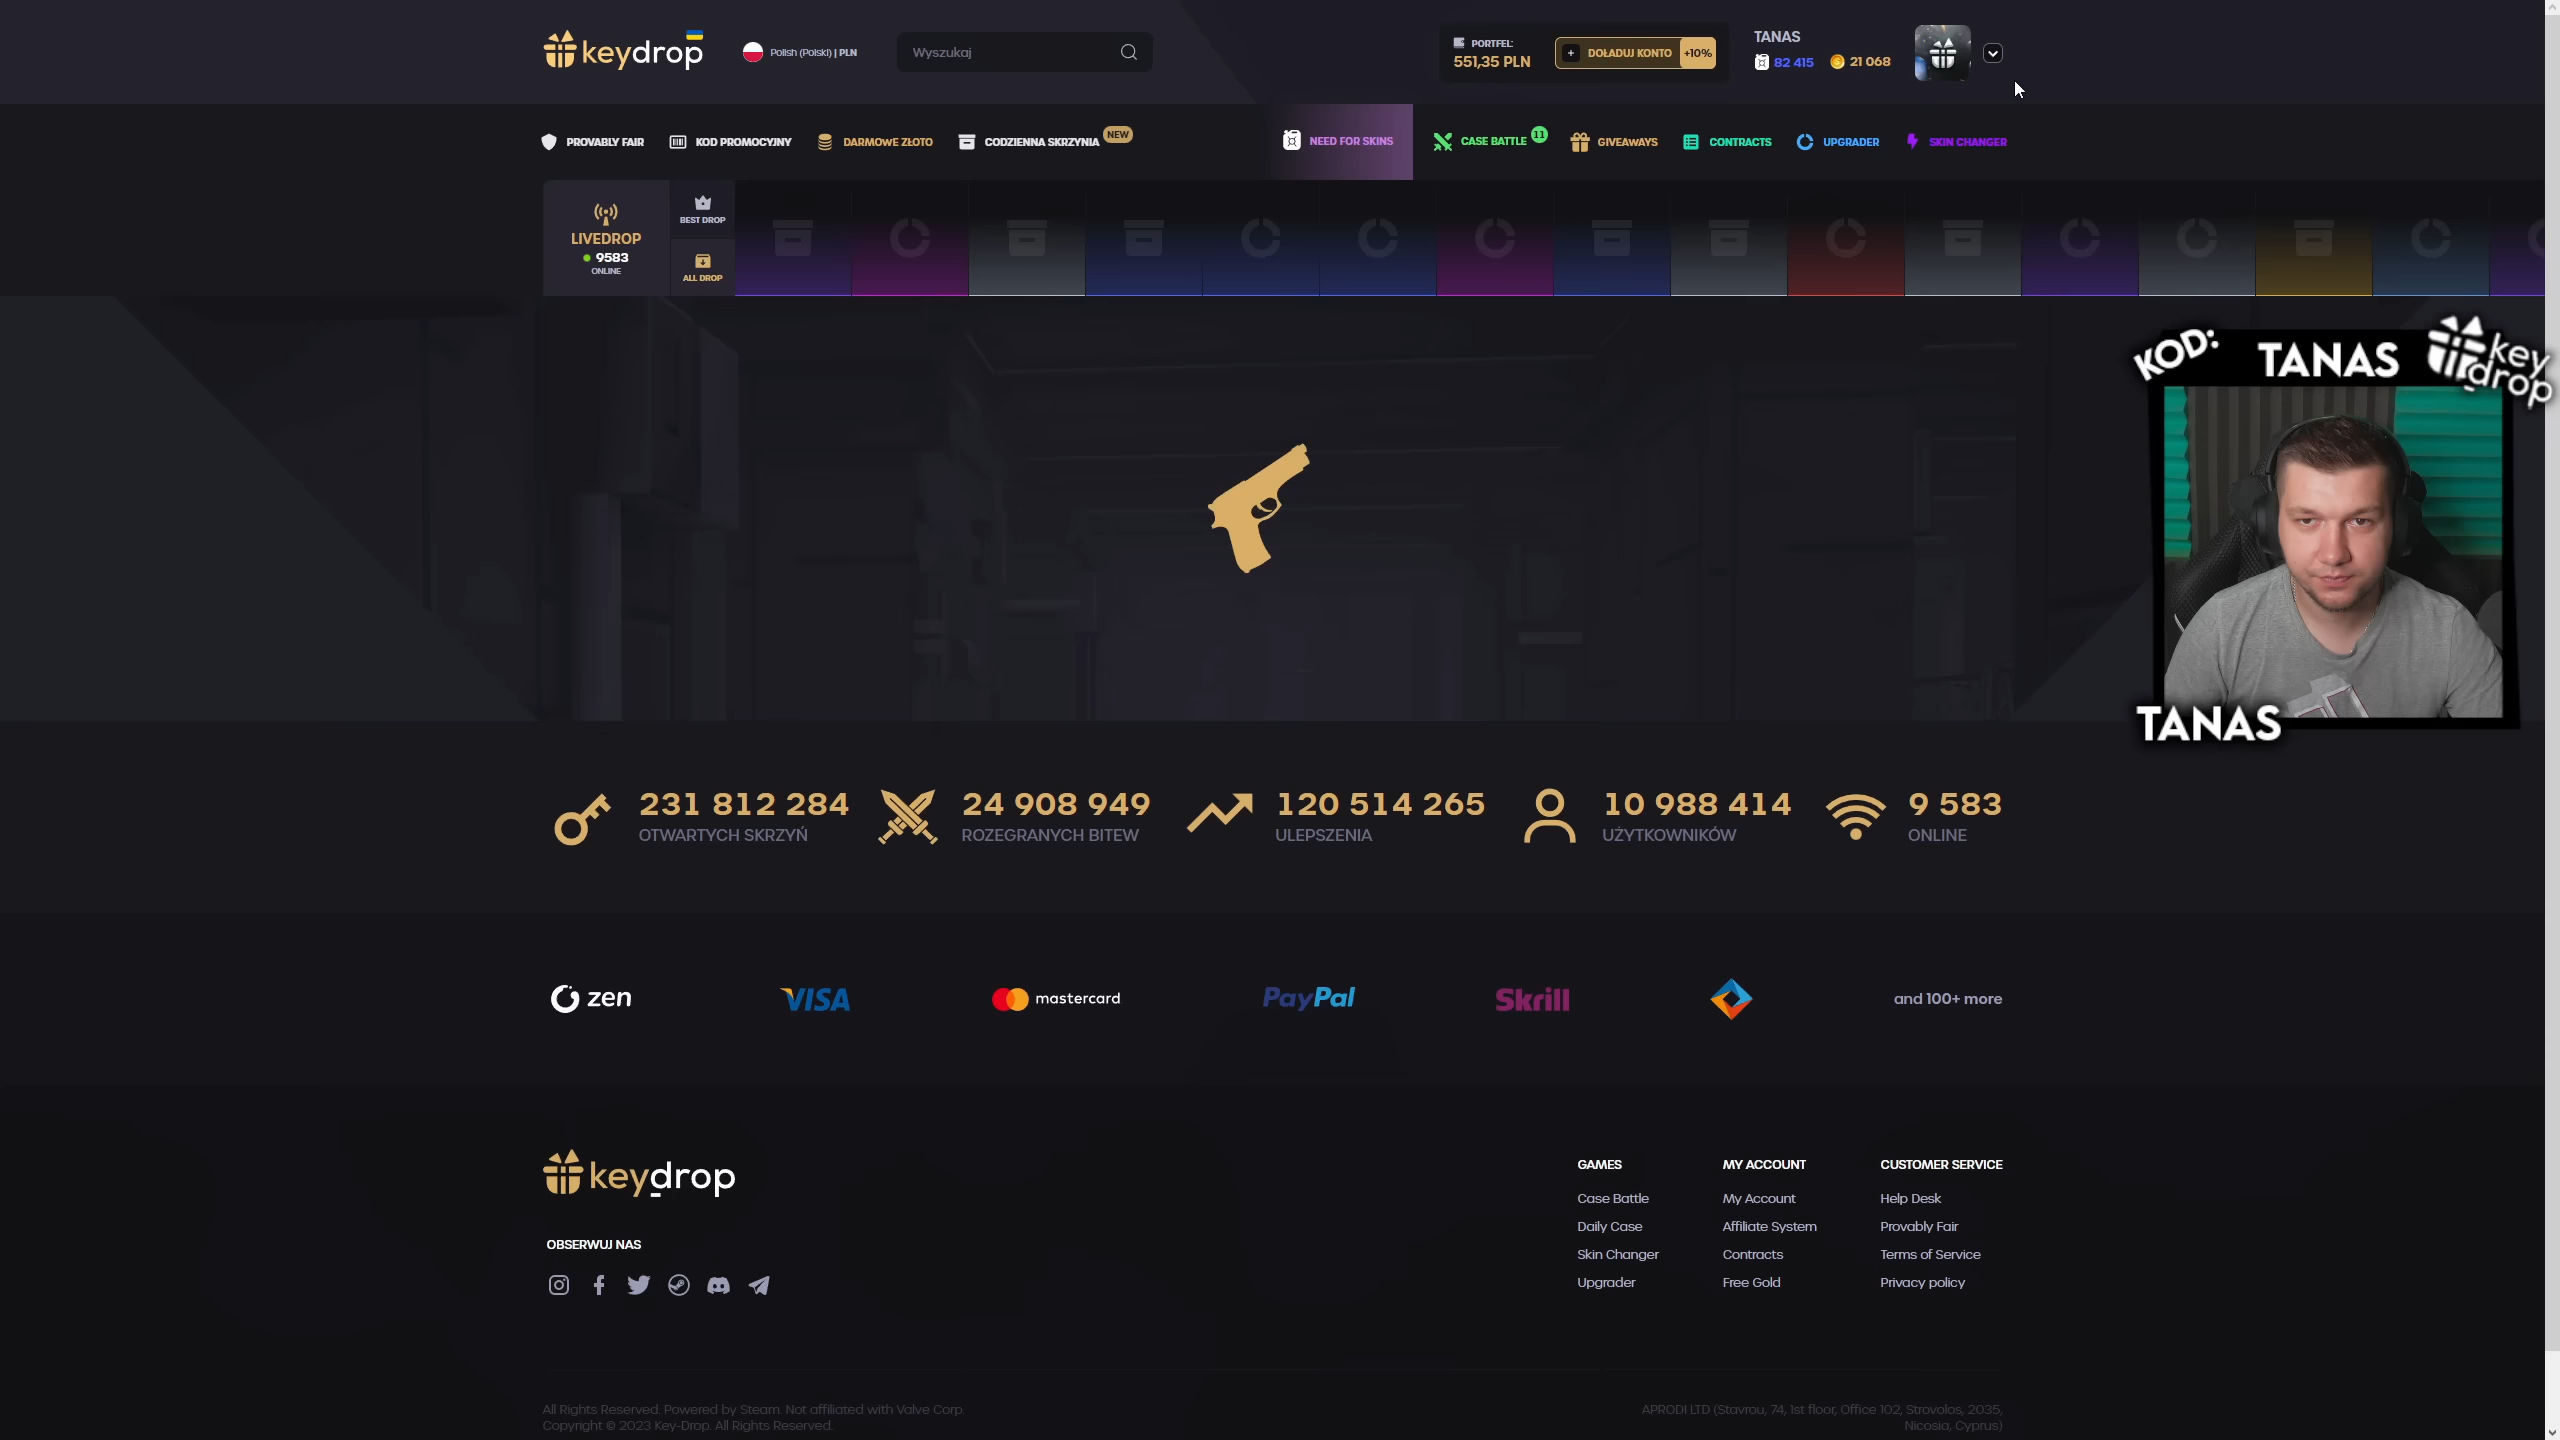 keydrop
Polish (Polski) | PLN
Wyszukaj
PORTFEL:
551,35 PLN
+ DOŁADUJ KONTO +10%
TANAS
82 415
21 068
PROVABLY FAIR
KOD PROMOCYJNY
DARMOWE ZŁOTO
CODZIENNA SKRZYNIA
NEW
NEED FOR SKINS
CASE BATTLE
11
GIVEAWAYS
CONTRACTS
UPGRADER
SKIN CHANGER
LIVEDROP
9583
ONLINE
BEST DROP
ALL DROP
KOD: TANAS key drop
TANAS
231 812 284
OTWARTYCH SKRZYŃ
24 908 949
ROZEGRANYCH BITEW
120 514 265
ULEPSZENIA
10 988 414
UŻYTKOWNIKÓW
9 583
ONLINE
zen
VISA
mastercard
PayPal
Skrill
and 100+ more
keydrop
OBSERWUJ NAS
GAMES
Case Battle
Daily Case
Skin Changer
Upgrader
MY ACCOUNT
My Account
Affiliate System
Contracts
Free Gold
CUSTOMER SERVICE
Help Desk
Provably Fair
Terms of Service
Privacy policy
All Rights Reserved. Powered by Steam. Not affiliated with Valve Corp.
Copyright © 2023 Key-Drop. All Rights Reserved.
APRODI LTD (Stavrou, 74, 1st floor, Office 102, Strovolos, 2035,
Nicosia, Cyprus)